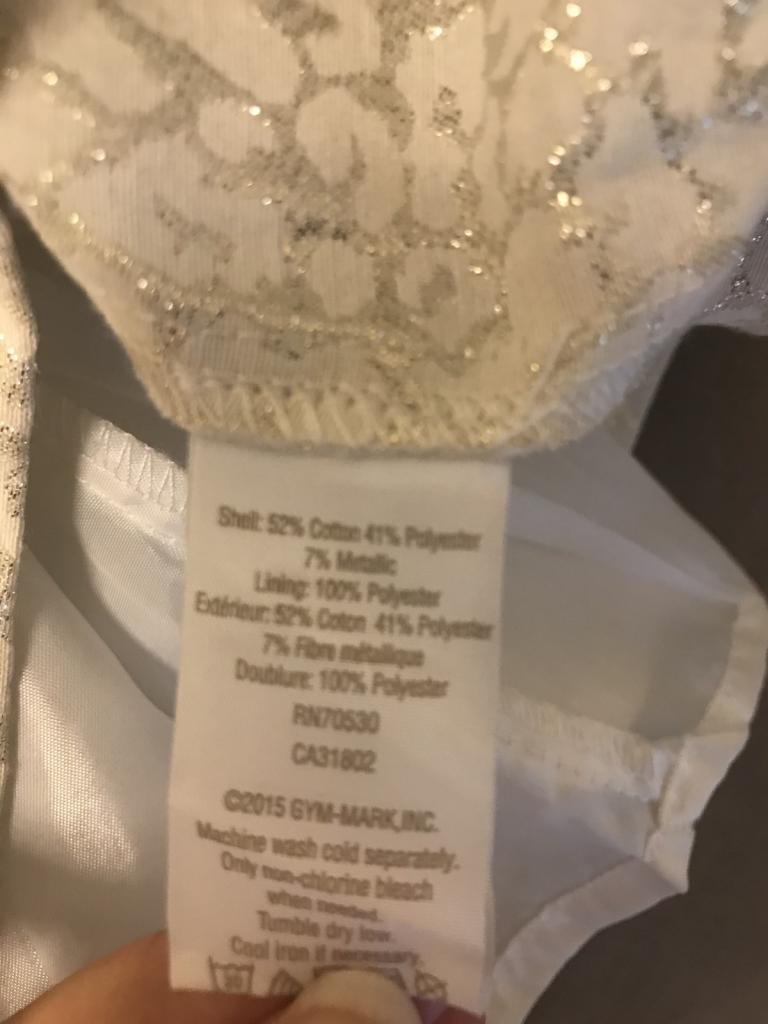 Shell: 52% Cotton 41% Polyester
7% Metallic
Lining: 100% Polyester
Extérieur: 52% Coton 41% Polyester
7% Fibre métallique
Doublure: 100% Polyester
RN70530
CA31802
©2015 GYM-MARK,INC.
Machine wash cold separately.
Only non-chlorine bleach
when needed.
Tumble dry low.
Cool iron if necessary.
30